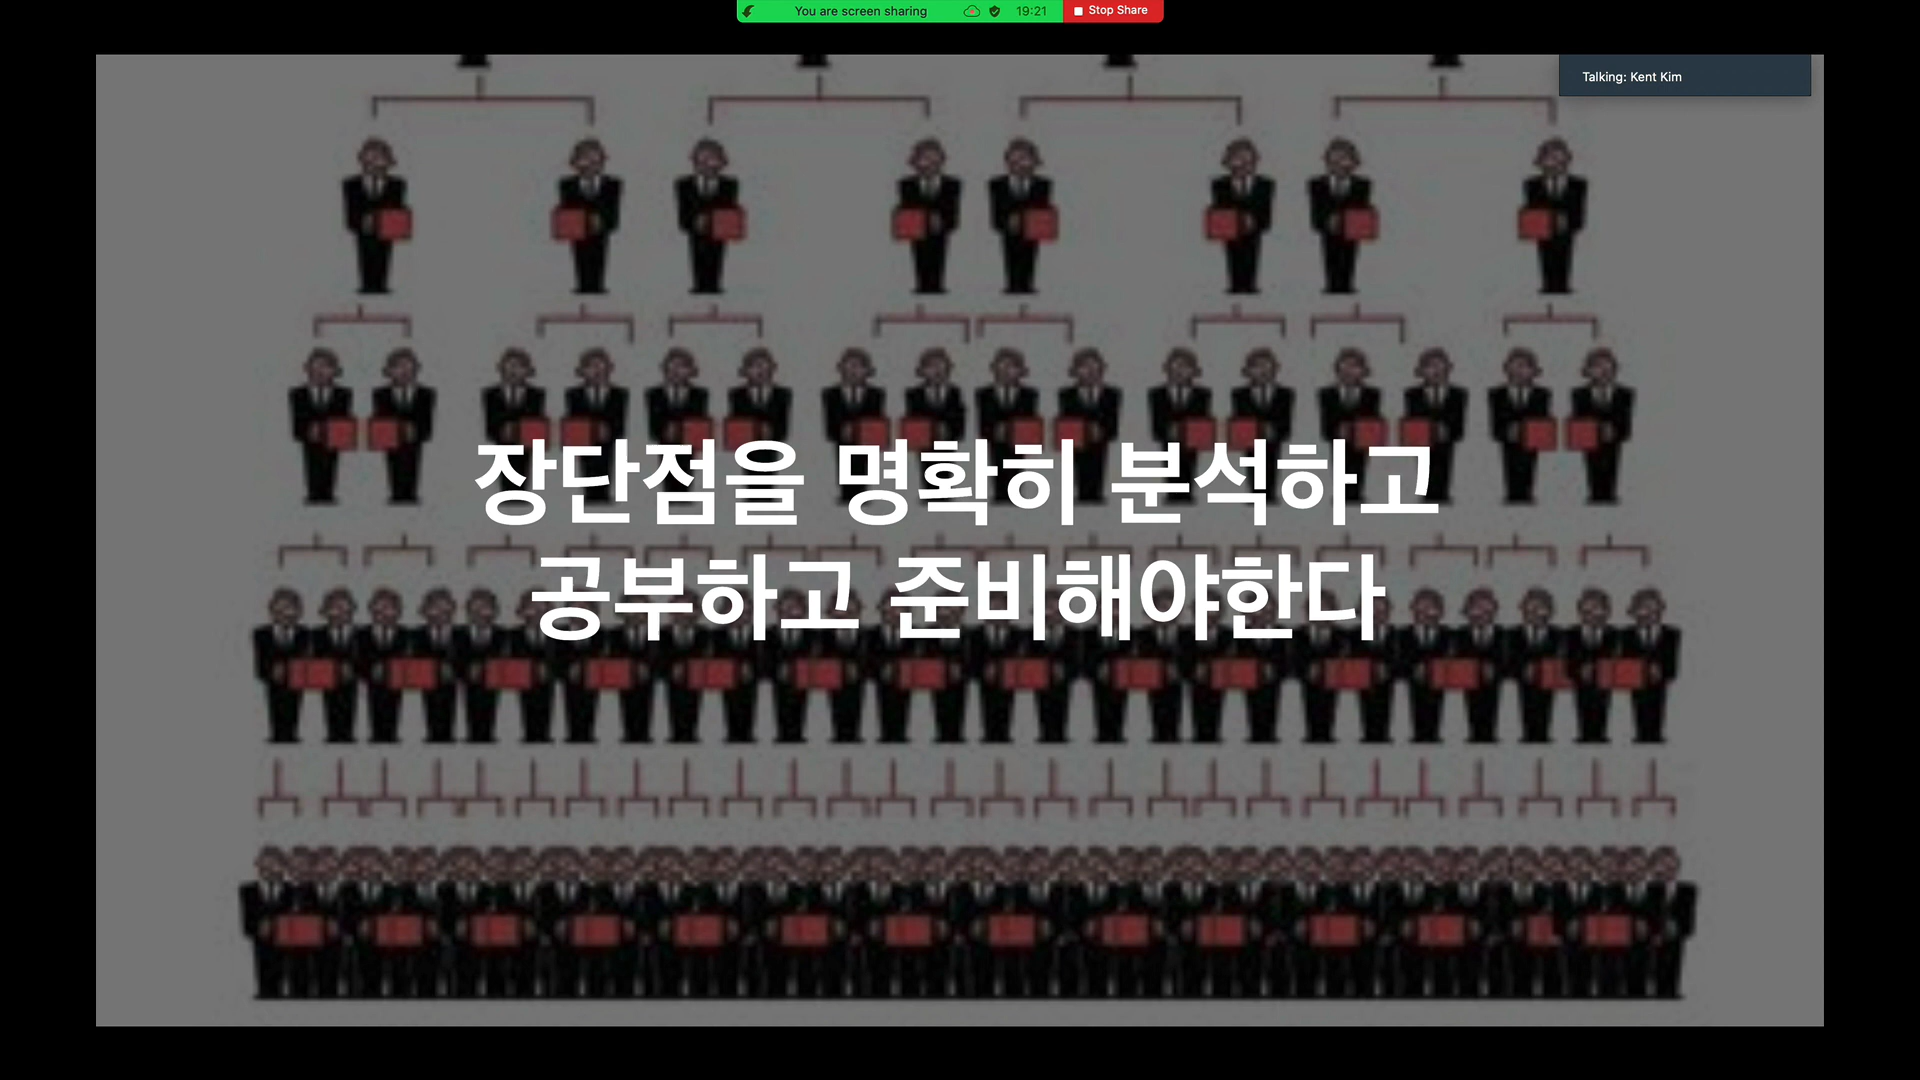 You are screen sharing
19:21
Stop Share
Talking: Kent Kim
장단점을 명확히 분석하고
공부하고 준비해야한다